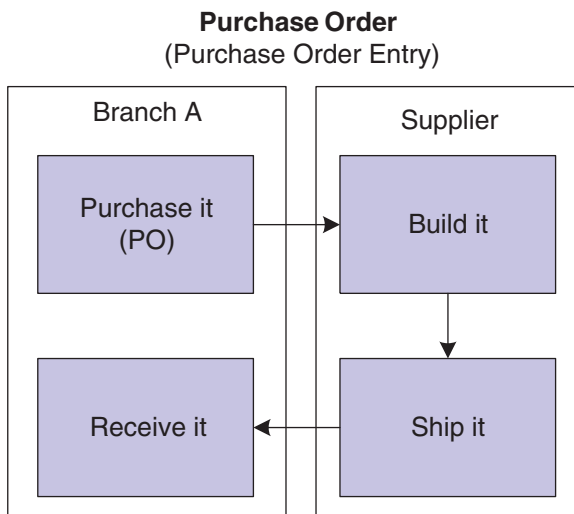 Purchase Order
(Purchase Order Entry)
Branch A
Supplier
Purchase it
(PO)
Build it
Receive it
Ship it